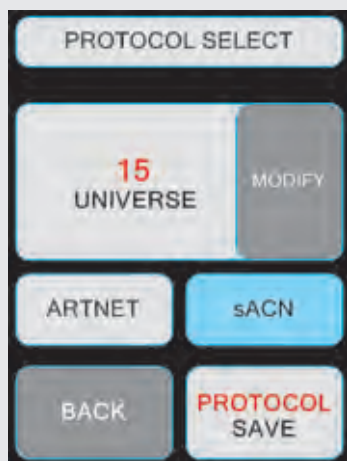 PROTOCOL SELECT
15
UNIVERSE
MODIFY
ARTNET
sACN
BACK
PROTOCOL
SAVE